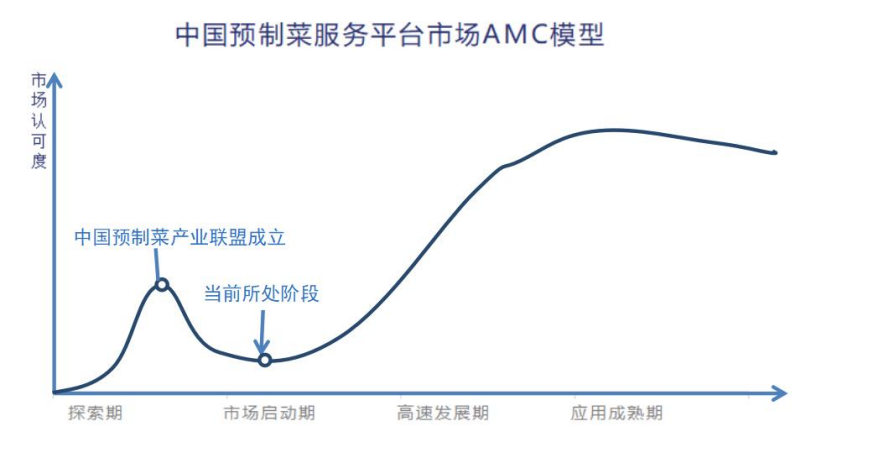 中国预制菜服务平台市场AMC模型
市场认可度
中国预制菜产业联盟成立
当前所处阶段
探索期
市场启动期
高速发展期
应用成熟期